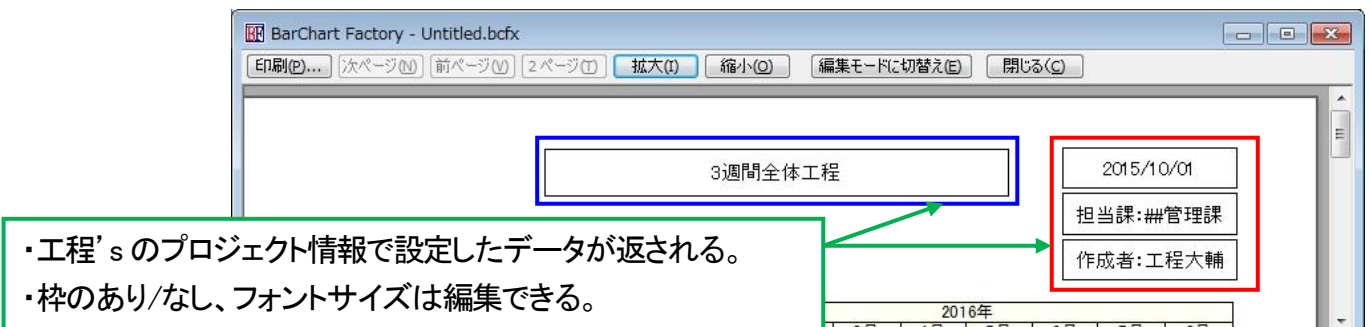 BarChart Factory - Untitled.bcfx
印刷(P)... 次ページ(N) 前ページ(V) 2ページ(T) 拡大(I) 縮小(O) 編集モードに切替え(E) 閉じる(C)
3週間全体工程
2015/10/01
担当課:##管理課
作成者:工程大輔
・工程’sのプロジェクト情報で設定したデータが返される。
・枠のあり/なし、フォントサイズは編集できる。
2016年